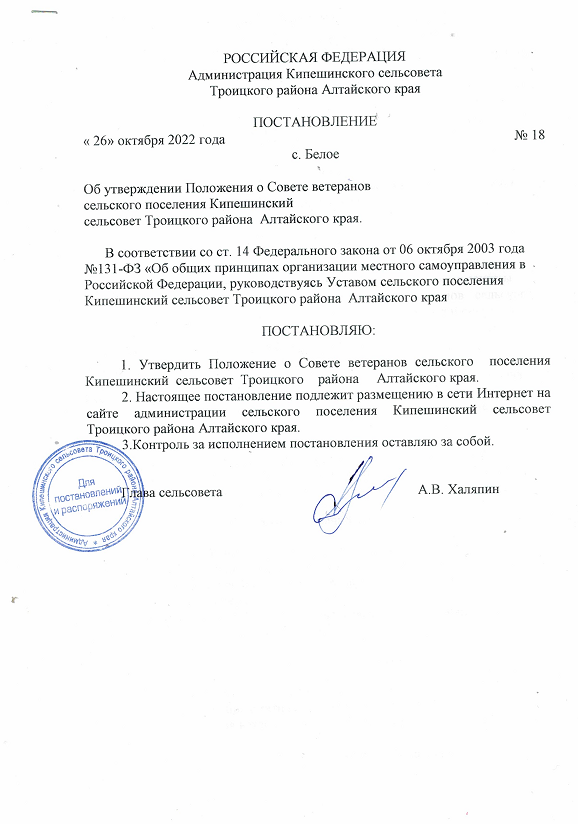 РОССИЙСКАЯ ФЕДЕРАЦИЯ
Администрация Кипешинского сельсовета
Троицкого района Алтайского края
ПОСТАНОВЛЕНИЕ
« 26» октября 2022 года № 18
с. Белое
Об утверждении Положения о Совете ветеранов
сельского поселения Кипешинский
сельсовет Троицкого района Алтайского края.
В соответствии со ст. 14 Федерального закона от 06 октября 2003 года
№131-ФЗ «Об общих принципах организации местного самоуправления в
Российской Федерации, руководствуясь Уставом сельского поселения
Кипешинский сельсовет Троицкого района Алтайского края
ПОСТАНОВЛЯЮ:
1. Утвердить Положение о Совете ветеранов сельского поселения
Кипешинский сельсовет Троицкого района Алтайского края.
2. Настоящее постановление подлежит размещению в сети Интернет на
сайте администрации сельского поселения Кипешинский сельсовет
Троицкого района Алтайского края.
3.Контроль за исполнением постановления оставляю за собой.
Глава сельсовета А.В. Халяпин
Администрация Кипешинского сельсовета Троицкого района Алтайского края *
Для
постановлений
и распоряжений